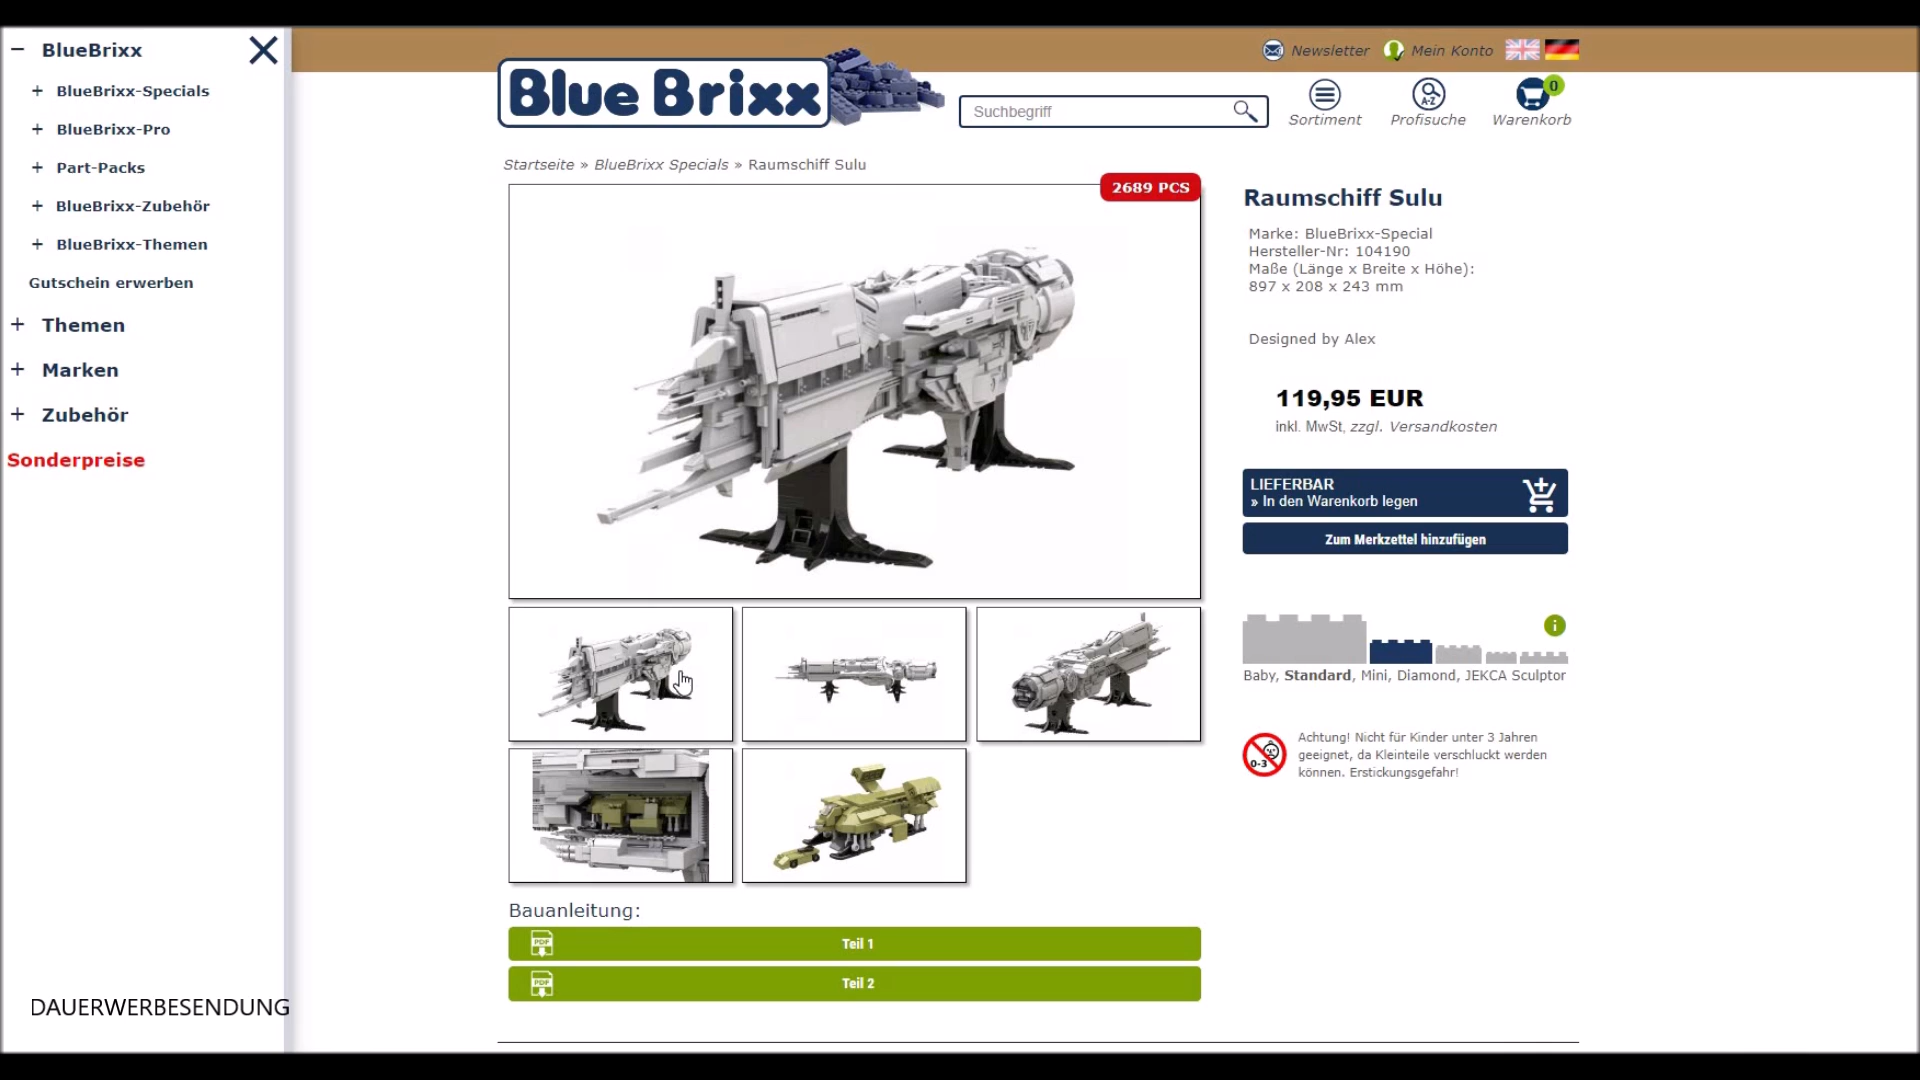 BlueBrixx
BlueBrixx-Specials
BlueBrixx-Pro
Part-Packs
BlueBrixx-Zubehör
BlueBrixx-Themen
Gutschein erwerben
Themen
Marken
Zubehör
Sonderpreise
DAUERWERBESENDUNG
Newsletter
Mein Konto
Blue Brixx
Suchbegriff
Sortiment
A-Z
Profisuche
0
Warenkorb
Startseite » BlueBrixx Specials » Raumschiff Sulu
2689 PCS
Raumschiff Sulu
Marke: BlueBrixx-Special
Hersteller-Nr: 104190
Maße (Länge x Breite x Höhe):
897 x 208 x 243 mm
Designed by Alex
119,95 EUR
inkl. MwSt, zzgl. Versandkosten
LIEFERBAR
» In den Warenkorb legen
Zum Merkzettel hinzufügen
i
Baby, Standard, Mini, Diamond, JEKCA Sculptor
0-3
Achtung! Nicht für Kinder unter 3 Jahren
geeignet, da Kleinteile verschluckt werden
können. Erstickungsgefahr!
Bauanleitung:
PDF
Teil 1
PDF
Teil 2